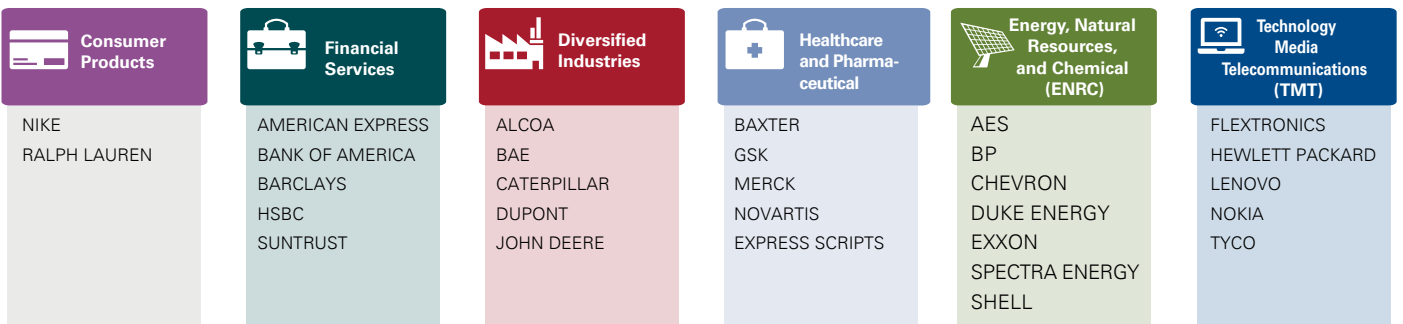 Consumer
Products
NIKE
RALPH LAUREN
Financial
Services
AMERICAN EXPRESS
BANK OF AMERICA
BARCLAYS
HSBC
SUNTRUST
Diversified
Industries
ALCOA
BAE
CATERPILLAR
DUPONT
JOHN DEERE
Healthcare
and Pharma-
ceutical
BAXTER
GSK
MERCK
NOVARTIS
EXPRESS SCRIPTS
Energy, Natural
Resources,
and Chemical
(ENRC)
AES
BP
CHEVRON
DUKE ENERGY
EXXON
SPECTRA ENERGY
SHELL
Technology
Media
Telecommunications
(TMT)
FLEXTRONICS
HEWLETT PACKARD
LENOVO
NOKIA
TYCO